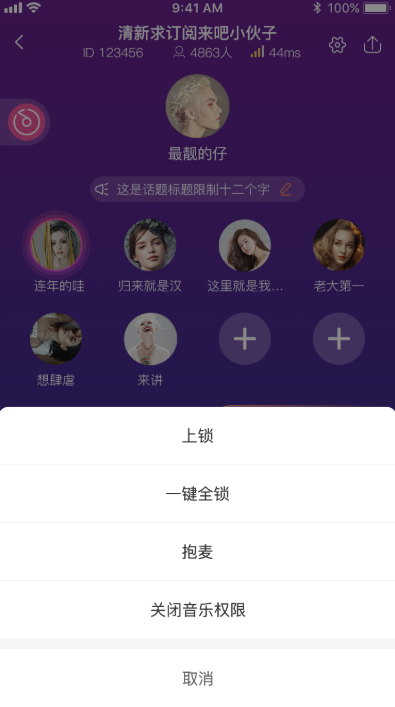 9:41 AM
100%
清新求订阅来吧小伙子
ID 123456
4863人
44ms
最靓的仔
这是话题标题限制十二个字
连年的哇
归来就是汉
这里就是我...
老大第一
想肆虐
来讲
上锁
一键全锁
抱麦
关闭音乐权限
取消